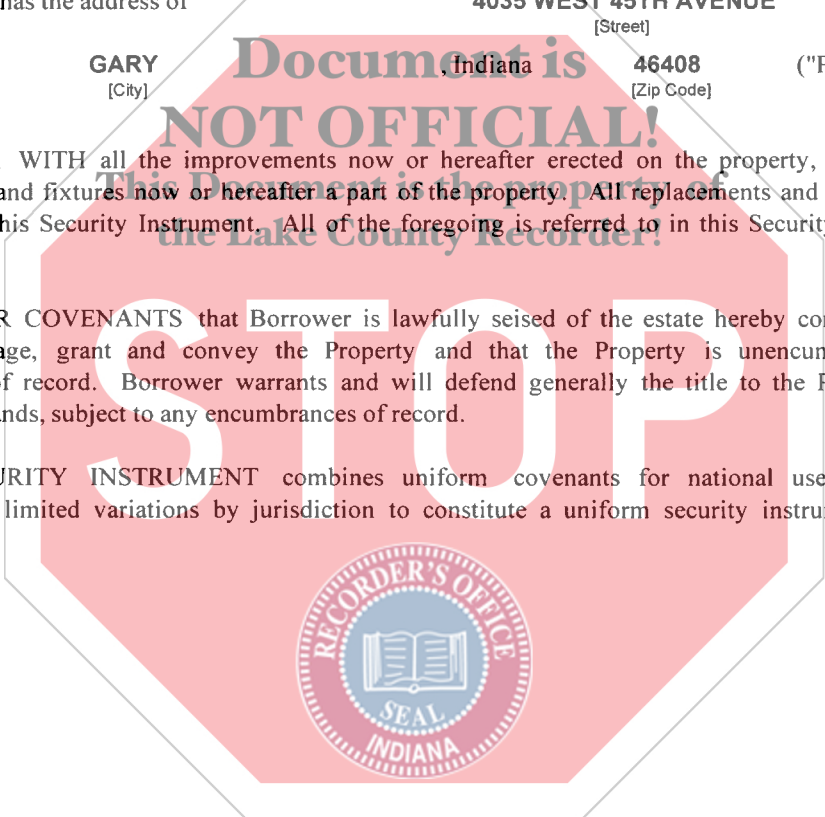 has the address of 4035 WEST 45TH AVENUE
[Street]
GARY , Indiana 46408 ("P
[City] [Zip Code]
Document is
NOT OFFICIAL!
This Document is the property of
the Lake County Recorder!
WITH all the improvements now or hereafter erected on the property,
and fixtures now or hereafter a part of the property. All replacements and
his Security Instrument. All of the foregoing is referred to in this Security
R COVENANTS that Borrower is lawfully seised of the estate hereby co
age, grant and convey the Property and that the Property is unencum
of record. Borrower warrants and will defend generally the title to the P
nds, subject to any encumbrances of record.
URITY INSTRUMENT combines uniform covenants for national use
limited variations by jurisdiction to constitute a uniform security instru
STOP
RECORDER'S OFFICE
SEAL
INDIANA